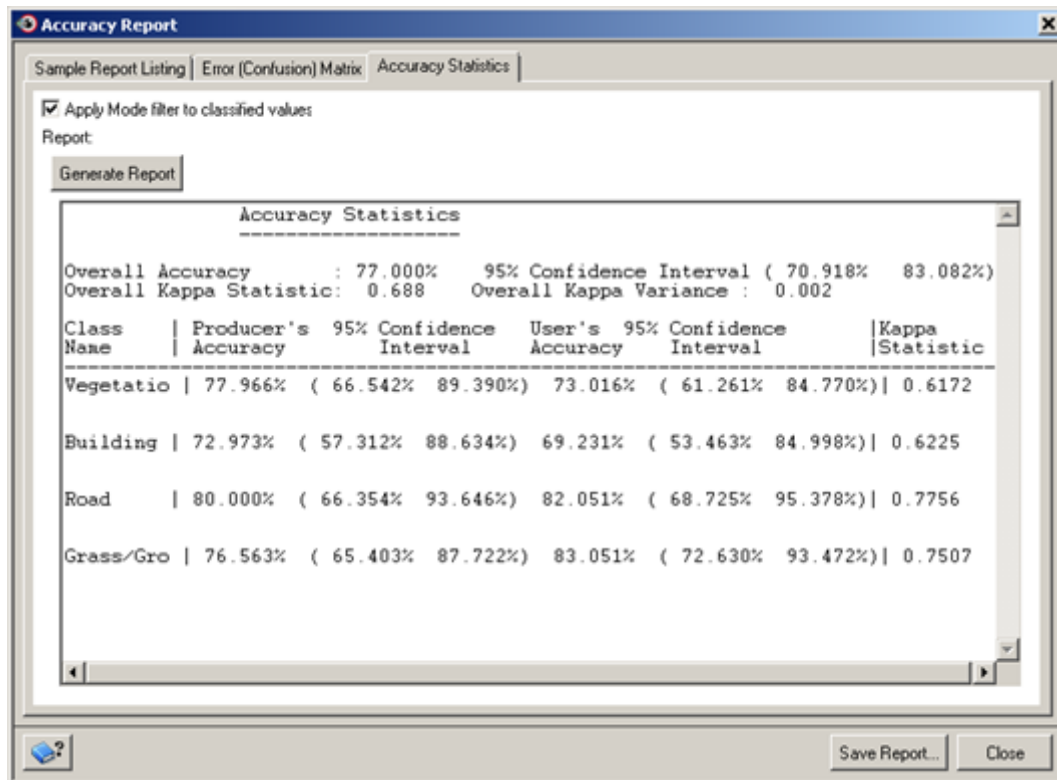 Accuracy Report
Sample Report Listing Error (Confusion) Matrix Accuracy Statistics
Apply Mode filter to classified values
Report:
Generate Report
Accuracy Statistics
--------------------
Overall Accuracy : 77.000% 95% Confidence Interval ( 70.918% 83.082%)
Overall Kappa Statistic: 0.688 Overall Kappa Variance : 0.002
Class | Producer's 95% Confidence User's 95% Confidence |Kappa
Name | Accuracy Interval Accuracy Interval |Statistic
Vegetatio | 77.966% ( 66.542% 89.390%) 73.016% ( 61.261% 84.770%)| 0.6172
Building | 72.973% ( 57.312% 88.634%) 69.231% ( 53.463% 84.998%)| 0.6225
Road | 80.000% ( 66.354% 93.646%) 82.051% ( 68.725% 95.378%)| 0.7756
Grass/Gro | 76.563% ( 65.403% 87.722%) 83.051% ( 72.630% 93.472%)| 0.7507
Save Report... Close